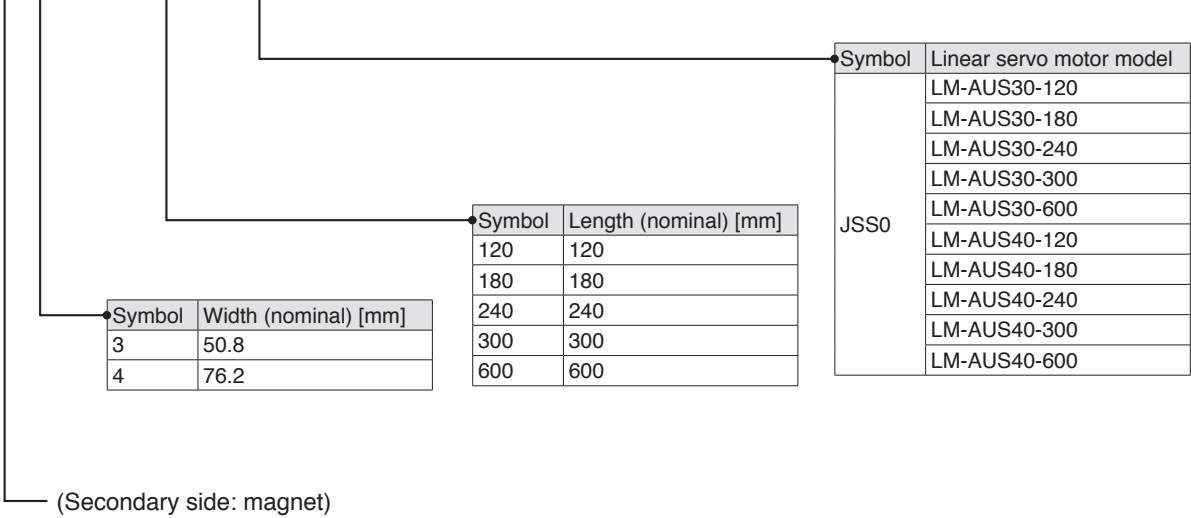 Symbol Linear servo motor model
JSS0
LM-AUS30-120
LM-AUS30-180
LM-AUS30-240
LM-AUS30-300
LM-AUS30-600
LM-AUS40-120
LM-AUS40-180
LM-AUS40-240
LM-AUS40-300
LM-AUS40-600
Symbol Length (nominal) [mm]
120 120
180 180
240 240
300 300
600 600
Symbol Width (nominal) [mm]
3 50.8
4 76.2
(Secondary side: magnet)